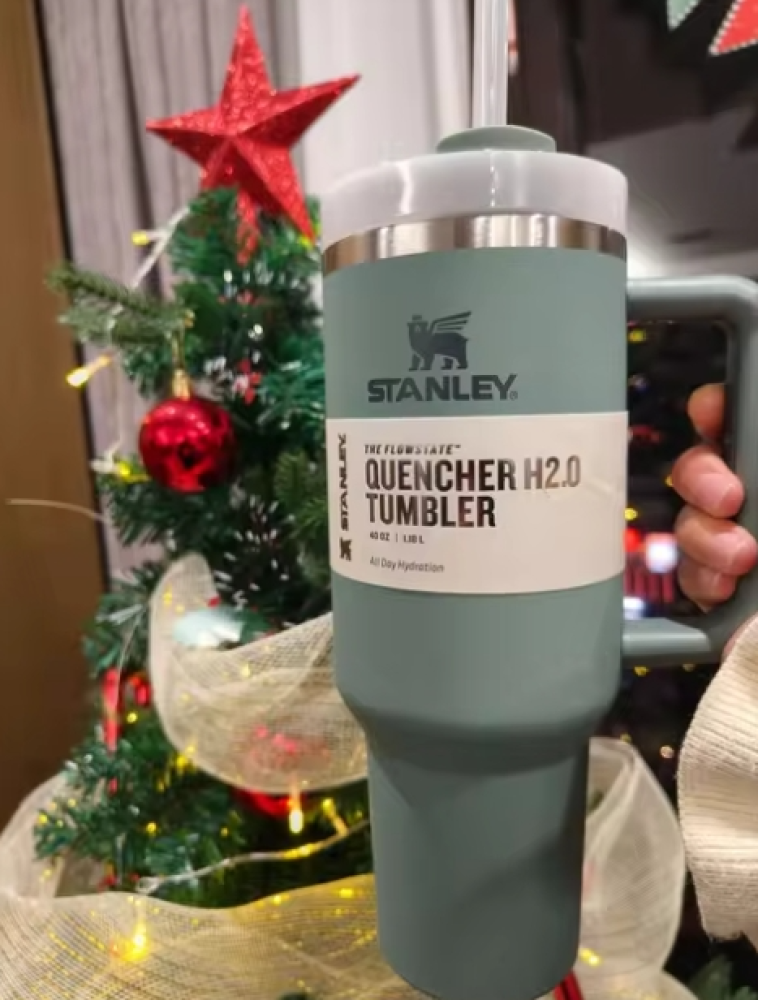 STANLEY®
STANLEY
THE FLOWSTATE™
QUENCHER H2.0
TUMBLER
40 OZ | 1.18 L
All Day Hydration